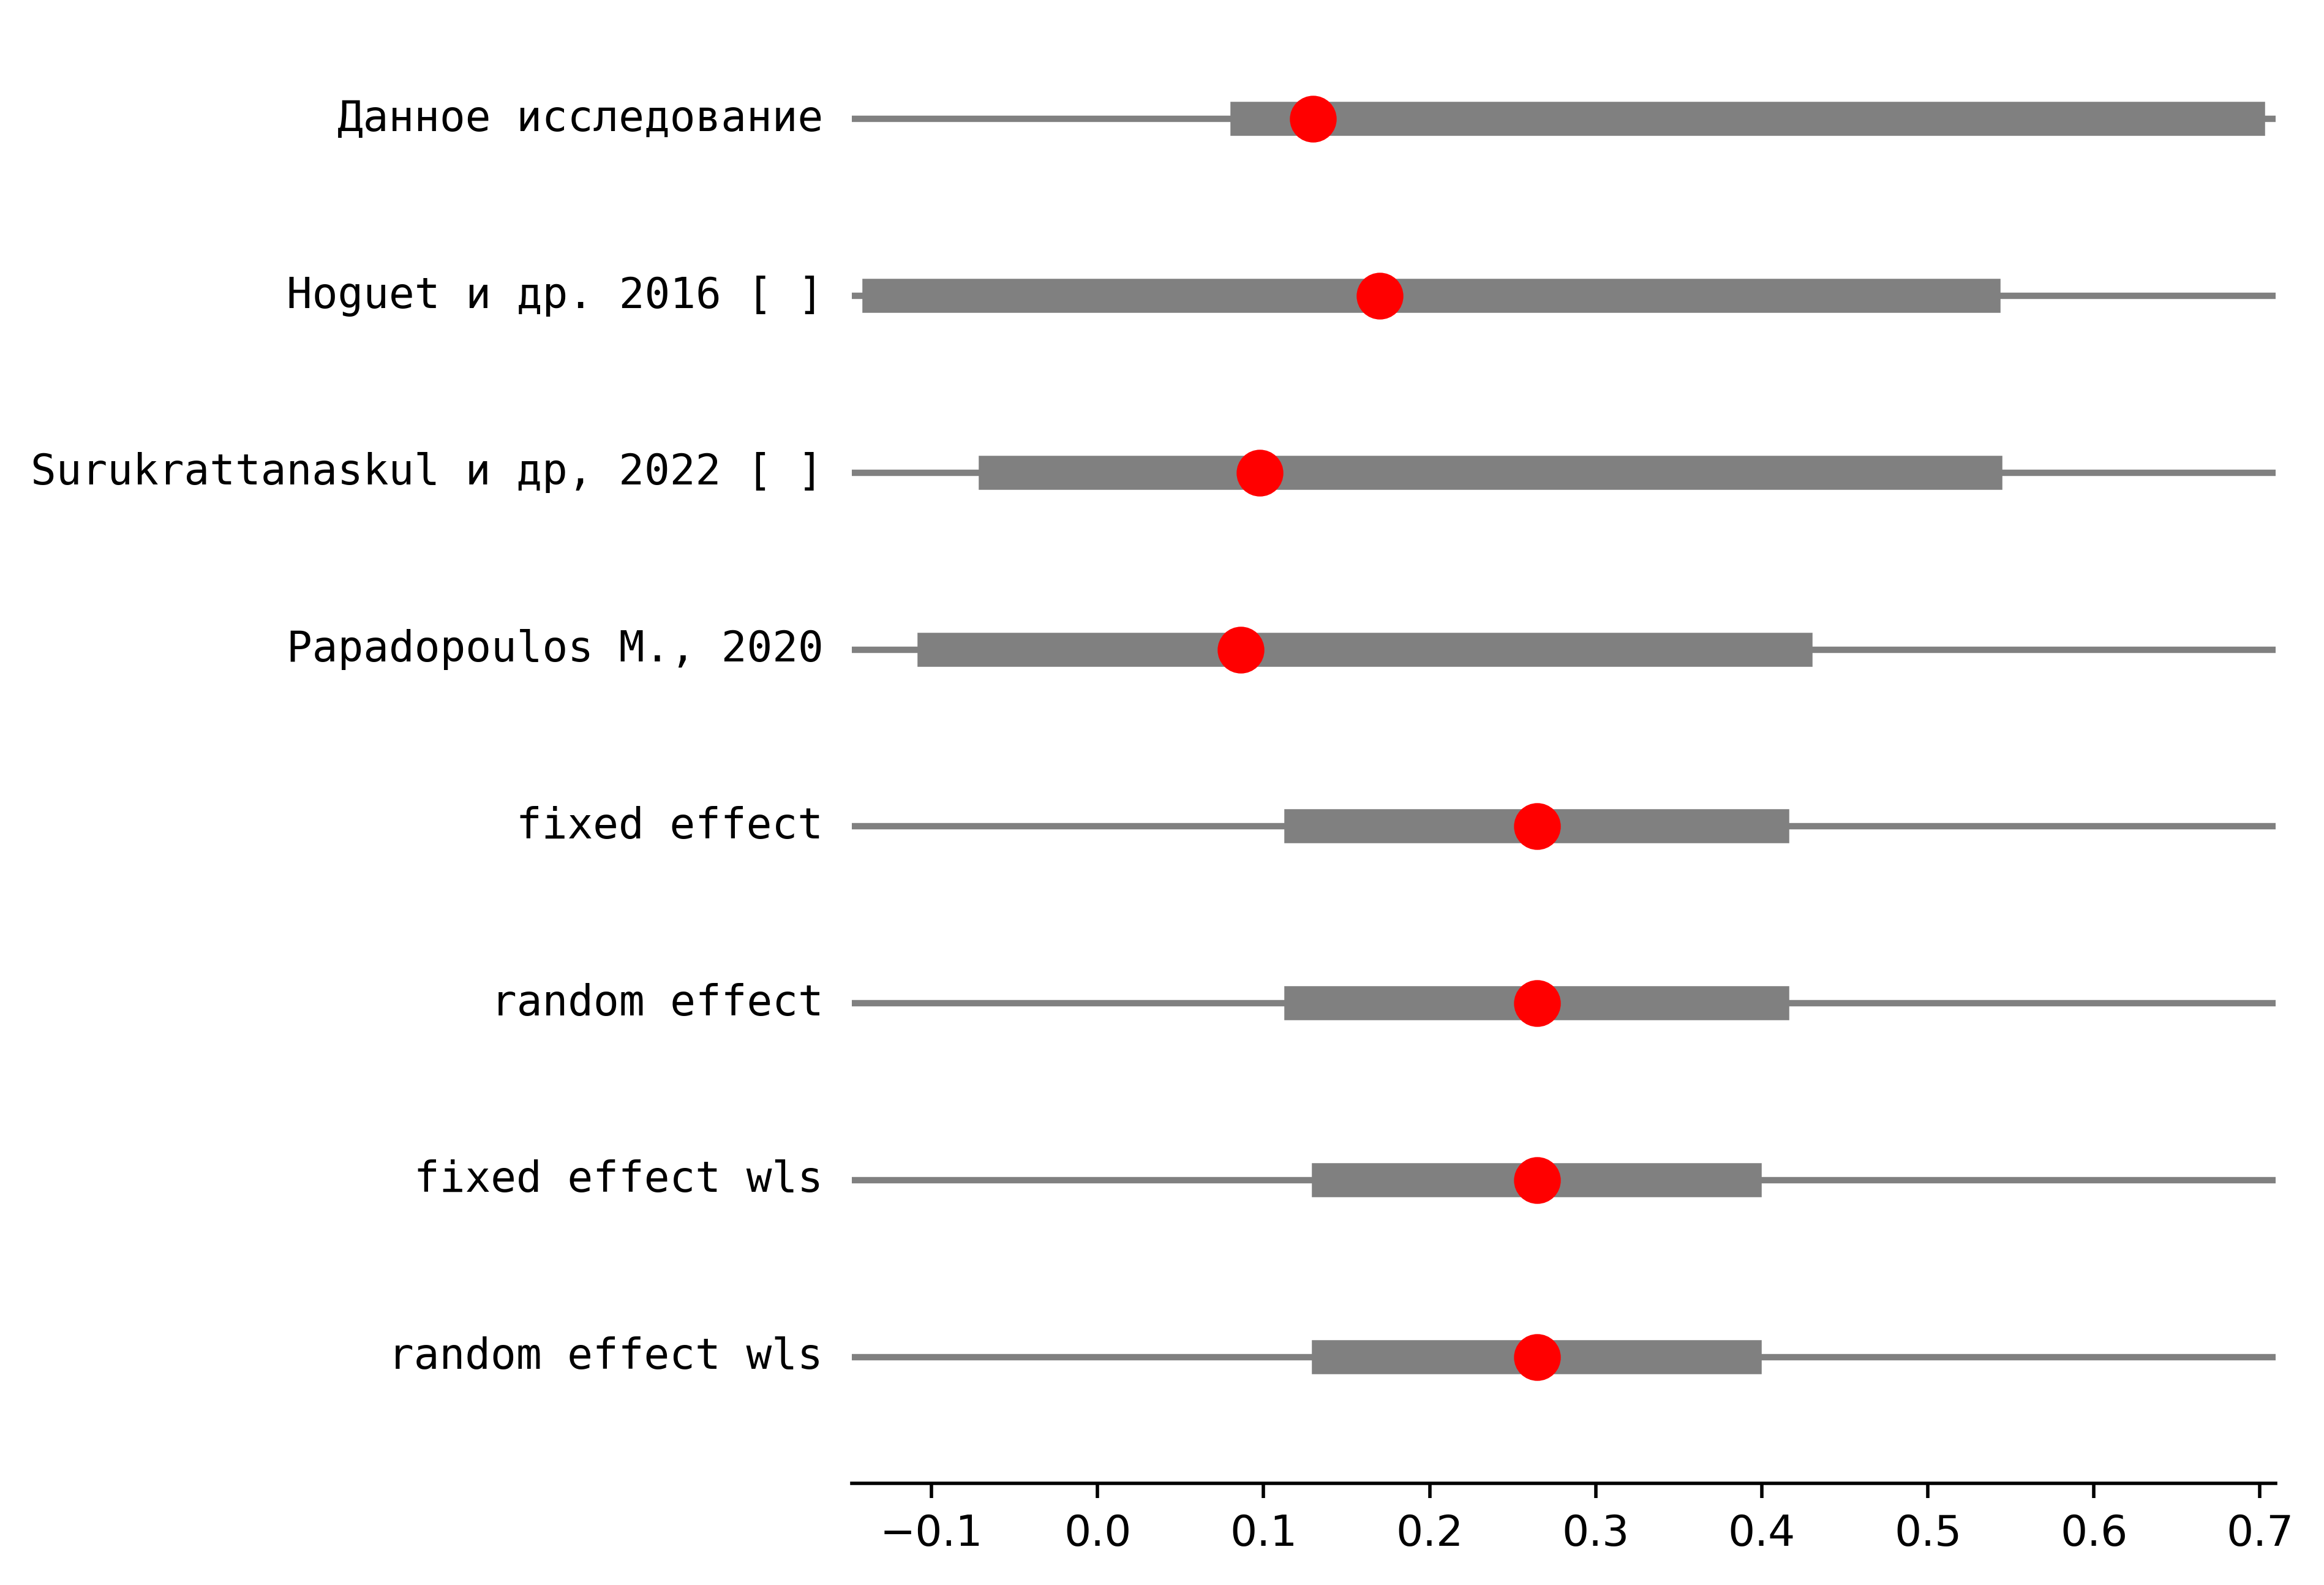 Данное исследование
Hoguet и др. 2016 [ ]
Surukrattanaskul и др, 2022 [ ]
Papadopoulos M., 2020
fixed effect
random effect
fixed effect wls
random effect wls
−0.1 0.0 0.1 0.2 0.3 0.4 0.5 0.6 0.7